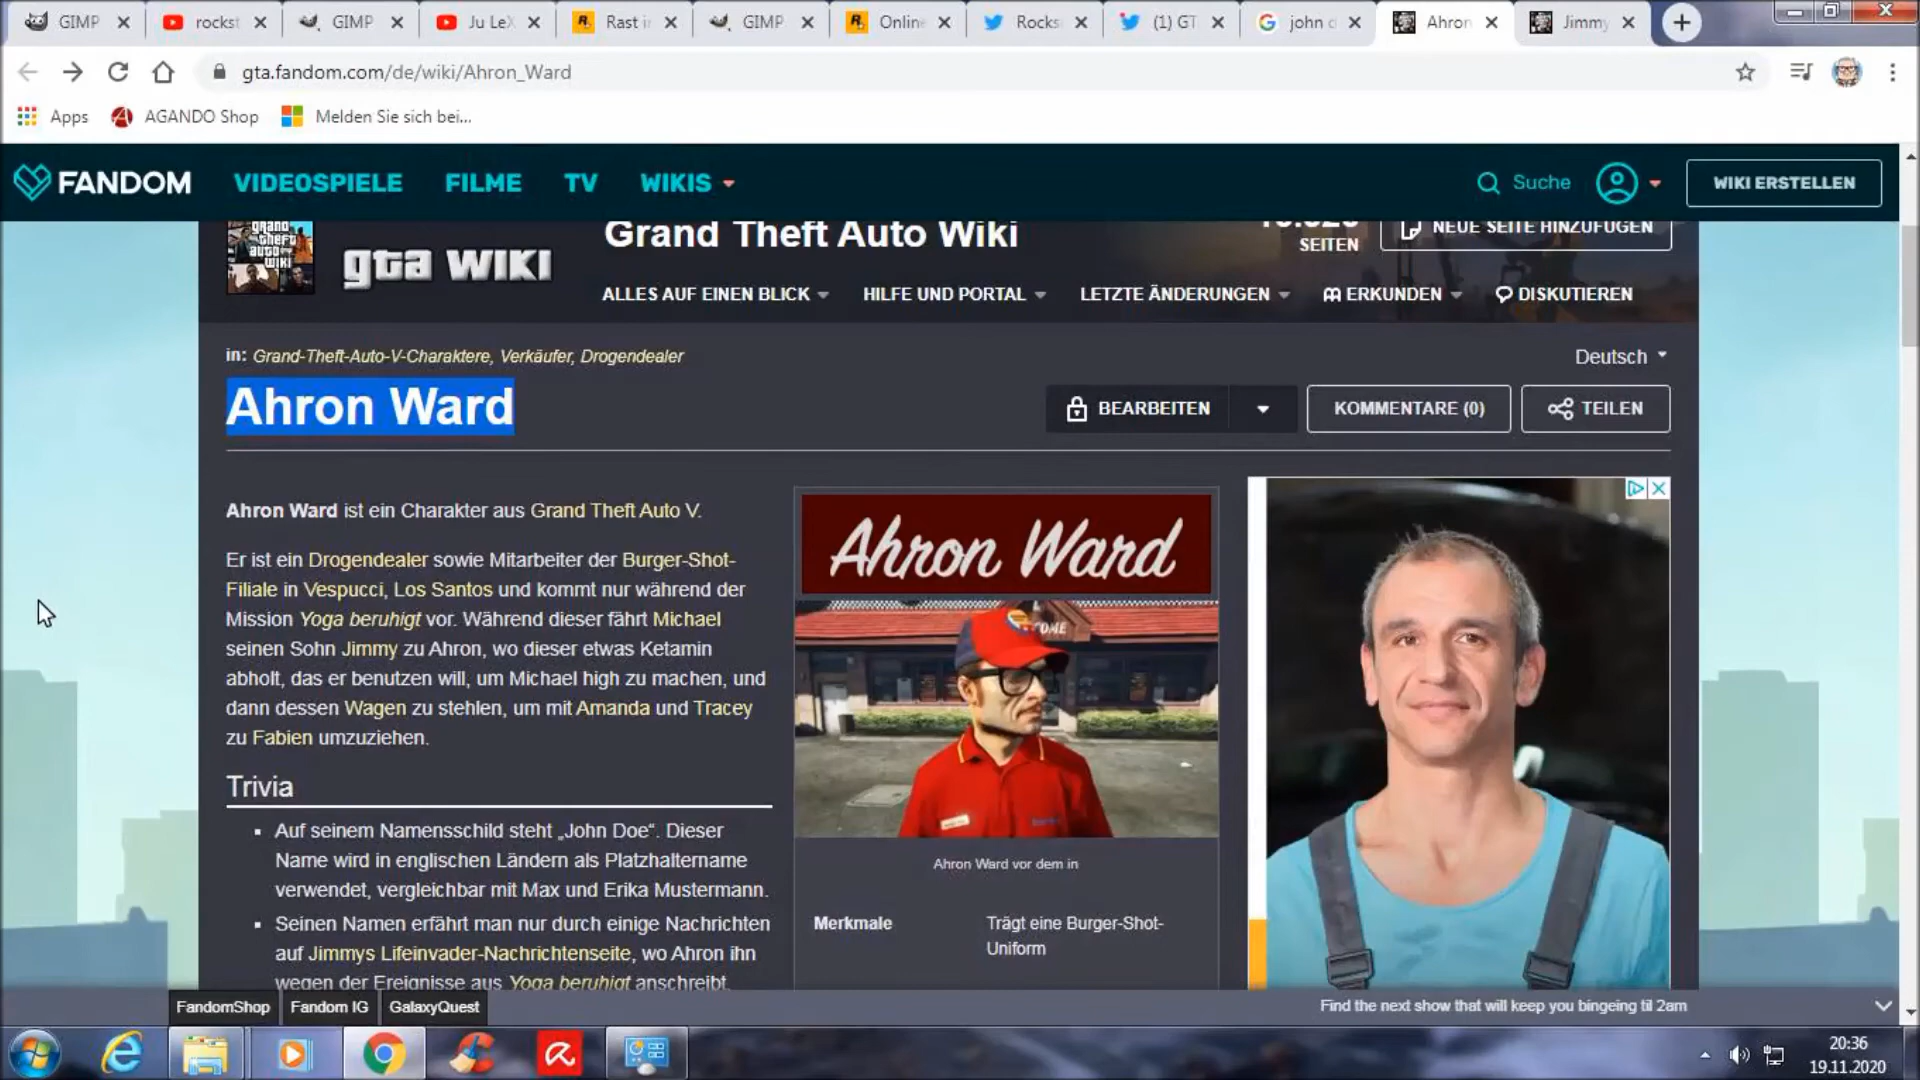 GIMP
rockst
GIMP
Ju LeX
Rast in
GIMP
Online
Rocks
(1) GT
john d
Ahron
Jimmy
gta.fandom.com/de/wiki/Ahron_Ward
Apps
AGANDO Shop
Melden Sie sich bei...
FANDOM
VIDEOSPIELE
FILME
TV
WIKIS
Suche
WIKI ERSTELLEN
grand
theft
auto
WIKI
gta WIKI
Grand Theft Auto Wiki
SEITEN
NEUE SEITE HINZUFÜGEN
ALLES AUF EINEN BLICK
HILFE UND PORTAL
LETZTE ÄNDERUNGEN
ERKUNDEN
DISKUTIEREN
in: Grand-Theft-Auto-V-Charaktere, Verkäufer, Drogendealer
Deutsch
Ahron Ward
BEARBEITEN
KOMMENTARE (0)
TEILEN
Ahron Ward ist ein Charakter aus Grand Theft Auto V.
Er ist ein Drogendealer sowie Mitarbeiter der Burger-Shot-
Filiale in Vespucci, Los Santos und kommt nur während der
Mission Yoga beruhigt vor. Während dieser fährt Michael
seinen Sohn Jimmy zu Ahron, wo dieser etwas Ketamin
abholt, das er benutzen will, um Michael high zu machen, und
dann dessen Wagen zu stehlen, um mit Amanda und Tracey
zu Fabien umzuziehen.
Trivia
Auf seinem Namensschild steht „John Doe“. Dieser
Name wird in englischen Ländern als Platzhaltername
verwendet, vergleichbar mit Max und Erika Mustermann.
Seinen Namen erfährt man nur durch einige Nachrichten
auf Jimmys Lifeinvader-Nachrichtenseite, wo Ahron ihn
wegen der Ereignisse aus Yoga beruhigt anschreibt.
Ahron Ward
Ahron Ward vor dem in
Merkmale
Trägt eine Burger-Shot-
Uniform
FandomShop
Fandom IG
GalaxyQuest
Find the next show that will keep you bingeing til 2am
20:36
19.11.2020